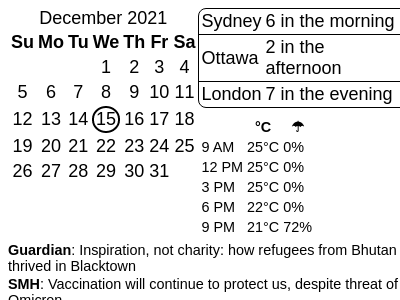 December 2021
Su Mo Tu We Th Fr Sa
1 2 3 4
5 6 7 8 9 10 11
12 13 14 15 16 17 18
19 20 21 22 23 24 25
26 27 28 29 30 31
Sydney 6 in the morning
Ottawa 2 in the
afternoon
London 7 in the evening
°C ☂
9 AM 25°C 0%
12 PM 25°C 0%
3 PM 25°C 0%
6 PM 22°C 0%
9 PM 21°C 72%
Guardian: Inspiration, not charity: how refugees from Bhutan
thrived in Blacktown
SMH: Vaccination will continue to protect us, despite threat of
Omicron